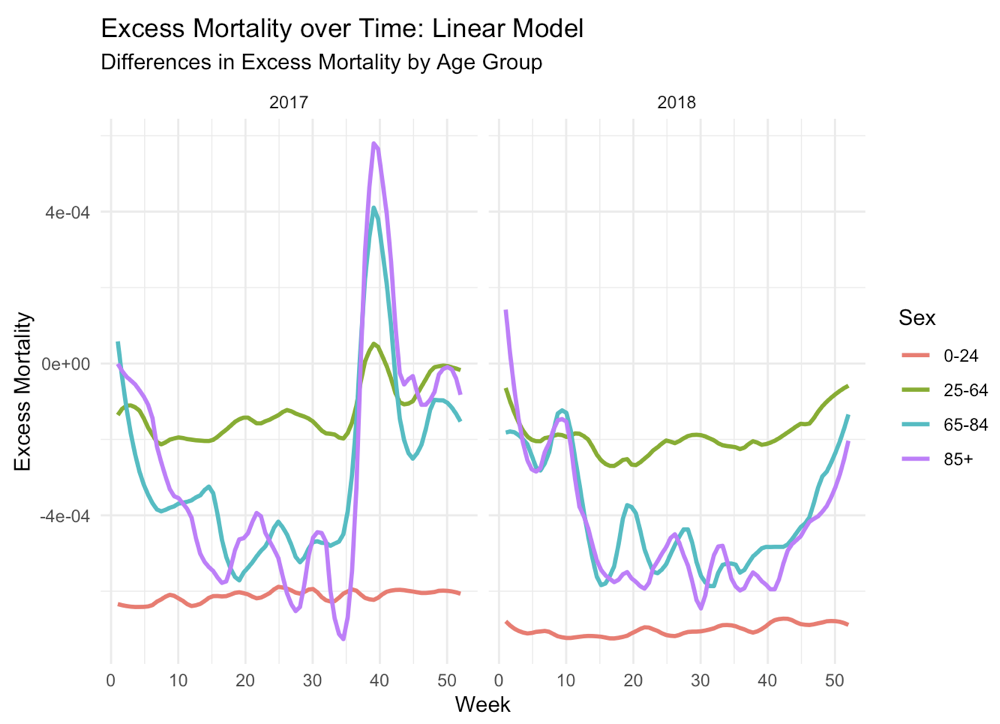 Excess Mortality over Time: Linear Model
Differences in Excess Mortality by Age Group
2017
2018
4e-04
0e+00
-4e-04
Excess Mortality
0 10 20 30 40 50
0 10 20 30 40 50
Week
Sex
0-24
25-64
65-84
85+